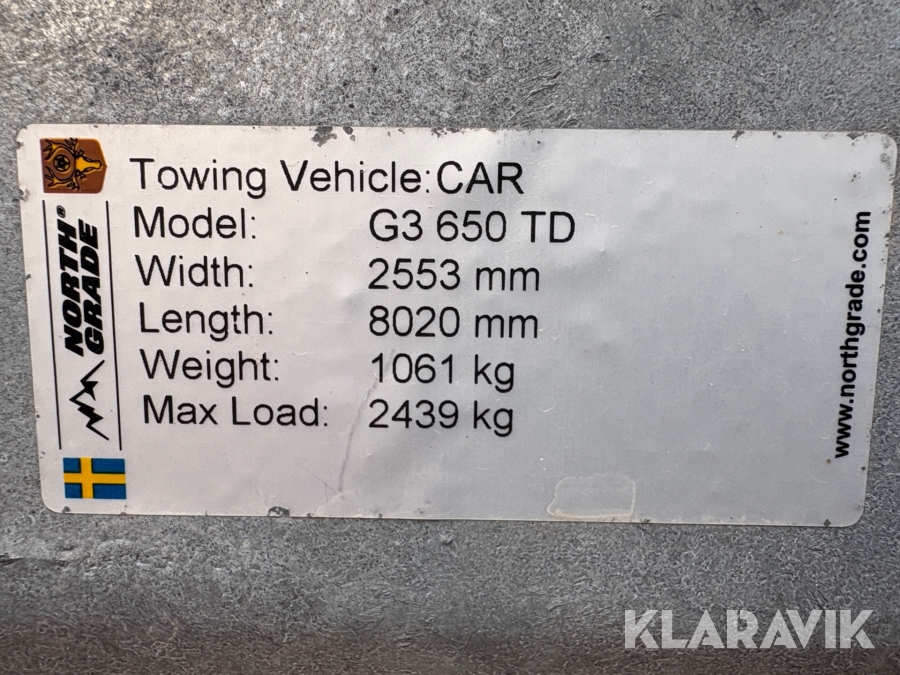 Towing Vehicle: CAR
Model: G3 650 TD
Width: 2553 mm
Length: 8020 mm
Weight: 1061 kg
Max Load: 2439 kg
NORTH®
GRADE
www.northgrade.com
KLARAVIK